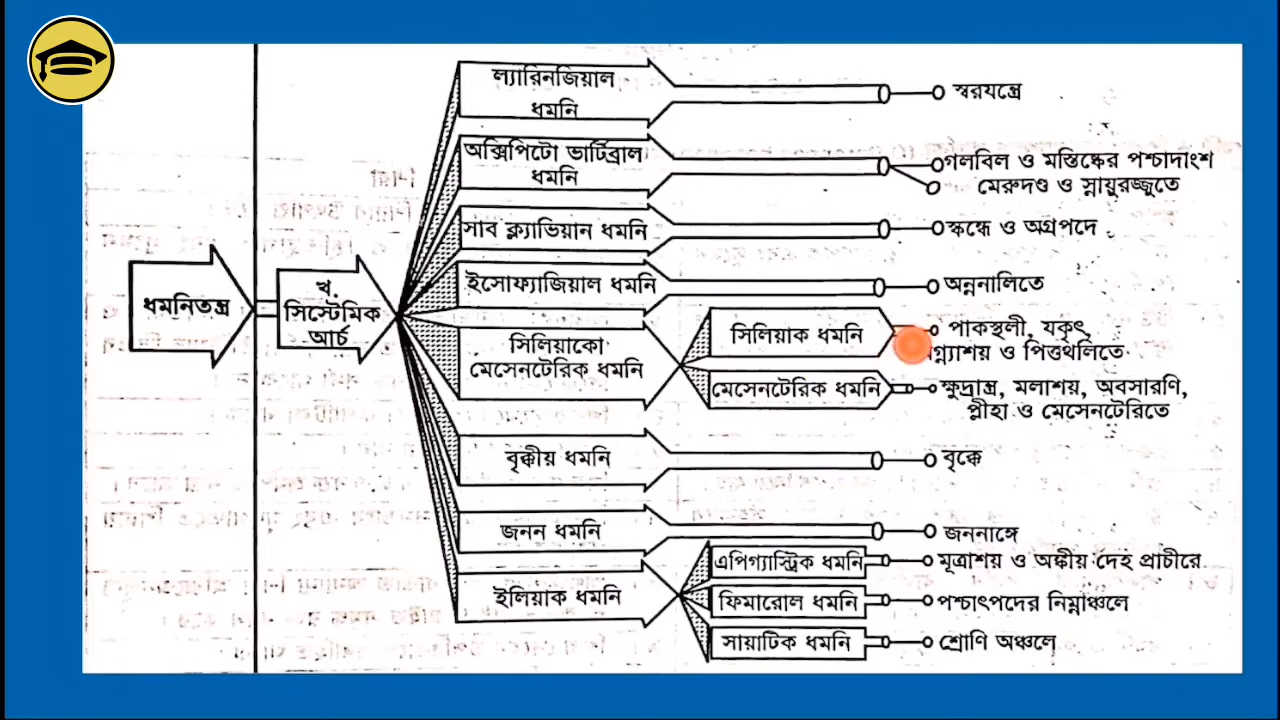 ল্যারিনজিয়াল
ধমনি
স্বরযন্ত্রে
অক্সিপিটো ভার্টিব্রাল
ধমনি
গলবিল ও মস্তিষ্কের পশ্চাদাংশ
মেরুদণ্ড ও স্নায়ুরজ্জুতে
সাব ক্ল্যাভিয়ান ধমনি
স্কন্ধে ও অগ্রপদে
ইসোফ্যাজিয়াল ধমনি
অন্ননালিতে
ধমনিতন্ত্র
খ.
সিস্টেমিক
আর্চ
সিলিয়াকো
মেসেনটেরিক ধমনি
সিলিয়াক ধমনি
পাকস্থলী, যকৃৎ,
ও পিত্তথলিতে
মেসেনটেরিক ধমনি
ক্ষুদ্রান্ত্র, মলাশয়, অবসারণি,
প্লীহা ও মেসেনটেরিতে
বৃক্কীয় ধমনি
বৃক্কে
জনন ধমনি
জননাঙ্গে
ইলিয়াক ধমনি
এপিগ্যাস্ট্রিক ধমনি
মূত্রাশয় ও অঙ্কীয় দেহ প্রাচীরে
ফিমারোল ধমনি
পশ্চাৎপদের নিম্নাঞ্চলে
সায়াটিক ধমনি
শ্রোণি অঞ্চলে